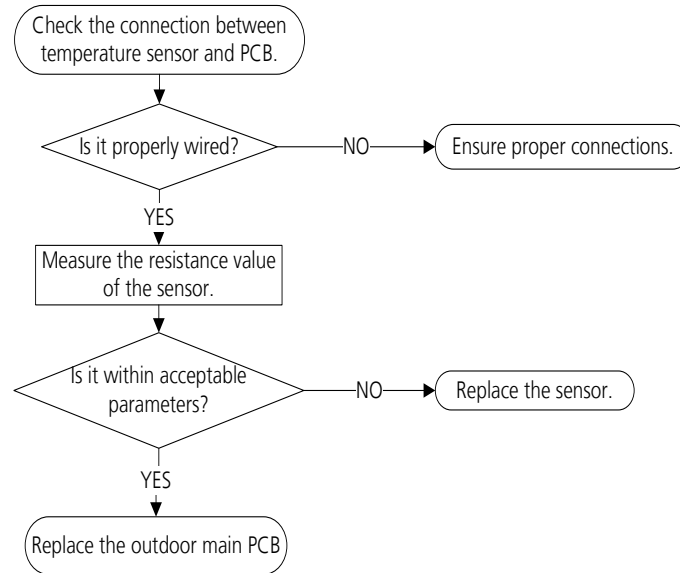 Check the connection between
temperature sensor and PCB.
Is it properly wired?
NO
Ensure proper connections.
YES
Measure the resistance value
of the sensor.
Is it within acceptable
parameters?
NO
Replace the sensor.
YES
Replace the outdoor main PCB